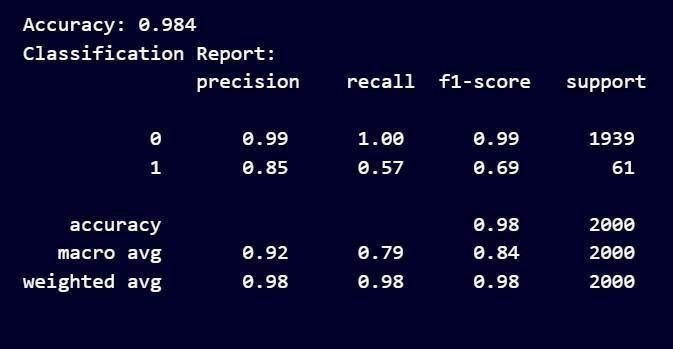 Accuracy: 0.984
Classification Report:
precision recall f1-score support
0 0.99 1.00 0.99 1939
1 0.85 0.57 0.69 61
accuracy 0.98 2000
macro avg 0.92 0.79 0.84 2000
weighted avg 0.98 0.98 0.98 2000